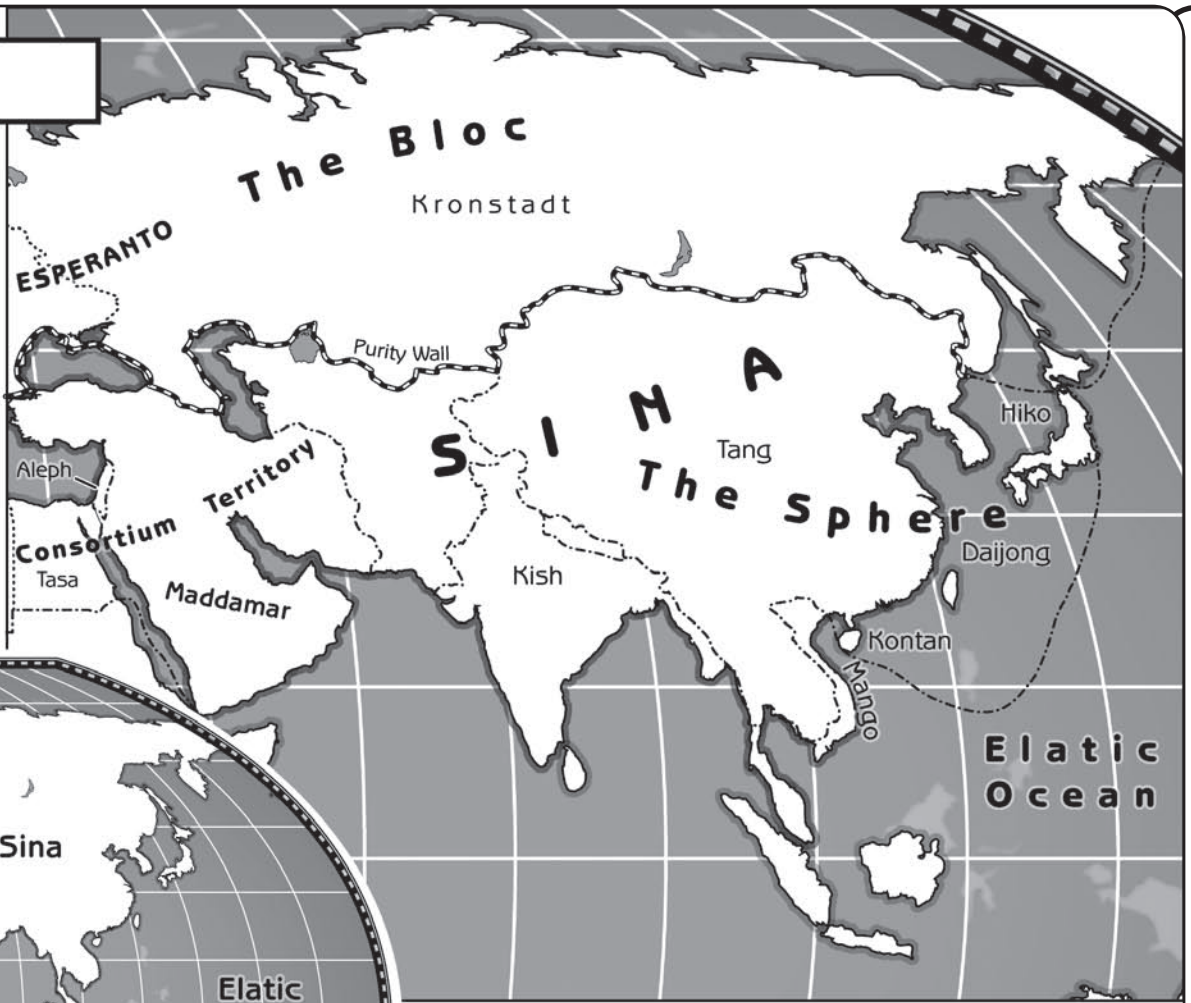 The Bloc
Kronstadt
ESPERANTO
Purity Wall
SINA
Hiko
Tang
The Sphere
Aleph
Consortium Territory
Daijong
Tasa
Kish
Maddamar
Kontan
Mango
Elatic
Ocean
Sina
Elatic